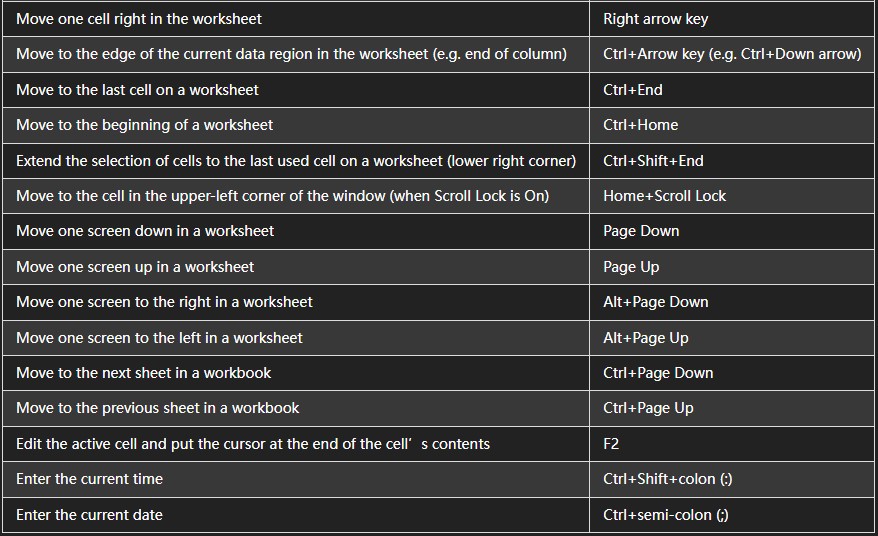 Move one cell right in the worksheet Right arrow key
Move to the edge of the current data region in the worksheet (e.g. end of column) Ctrl+Arrow key (e.g. Ctrl+Down arrow)
Move to the last cell on a worksheet Ctrl+End
Move to the beginning of a worksheet Ctrl+Home
Extend the selection of cells to the last used cell on a worksheet (lower right corner) Ctrl+Shift+End
Move to the cell in the upper-left corner of the window (when Scroll Lock is On) Home+Scroll Lock
Move one screen down in a worksheet Page Down
Move one screen up in a worksheet Page Up
Move one screen to the right in a worksheet Alt+Page Down
Move one screen to the left in a worksheet Alt+Page Up
Move to the next sheet in a workbook Ctrl+Page Down
Move to the previous sheet in a workbook Ctrl+Page Up
Edit the active cell and put the cursor at the end of the cell’s contents F2
Enter the current time Ctrl+Shift+colon (:)
Enter the current date Ctrl+semi-colon (;)